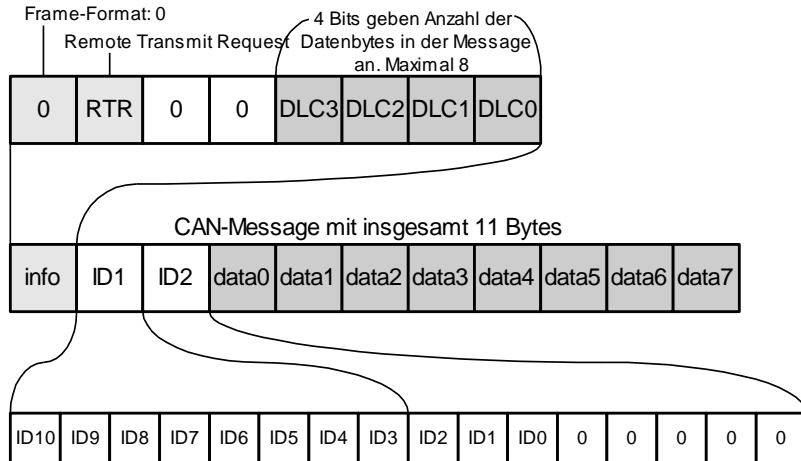 Frame-Format: 0
Remote Transmit Request
4 Bits geben Anzahl der
Datenbytes in der Message
an. Maximal 8
0 RTR 0 0 DLC3 DLC2 DLC1 DLC0
CAN-Message mit insgesamt 11 Bytes
info ID1 ID2 data0 data1 data2 data3 data4 data5 data6 data7
ID10 ID9 ID8 ID7 ID6 ID5 ID4 ID3 ID2 ID1 ID0 0 0 0 0 0